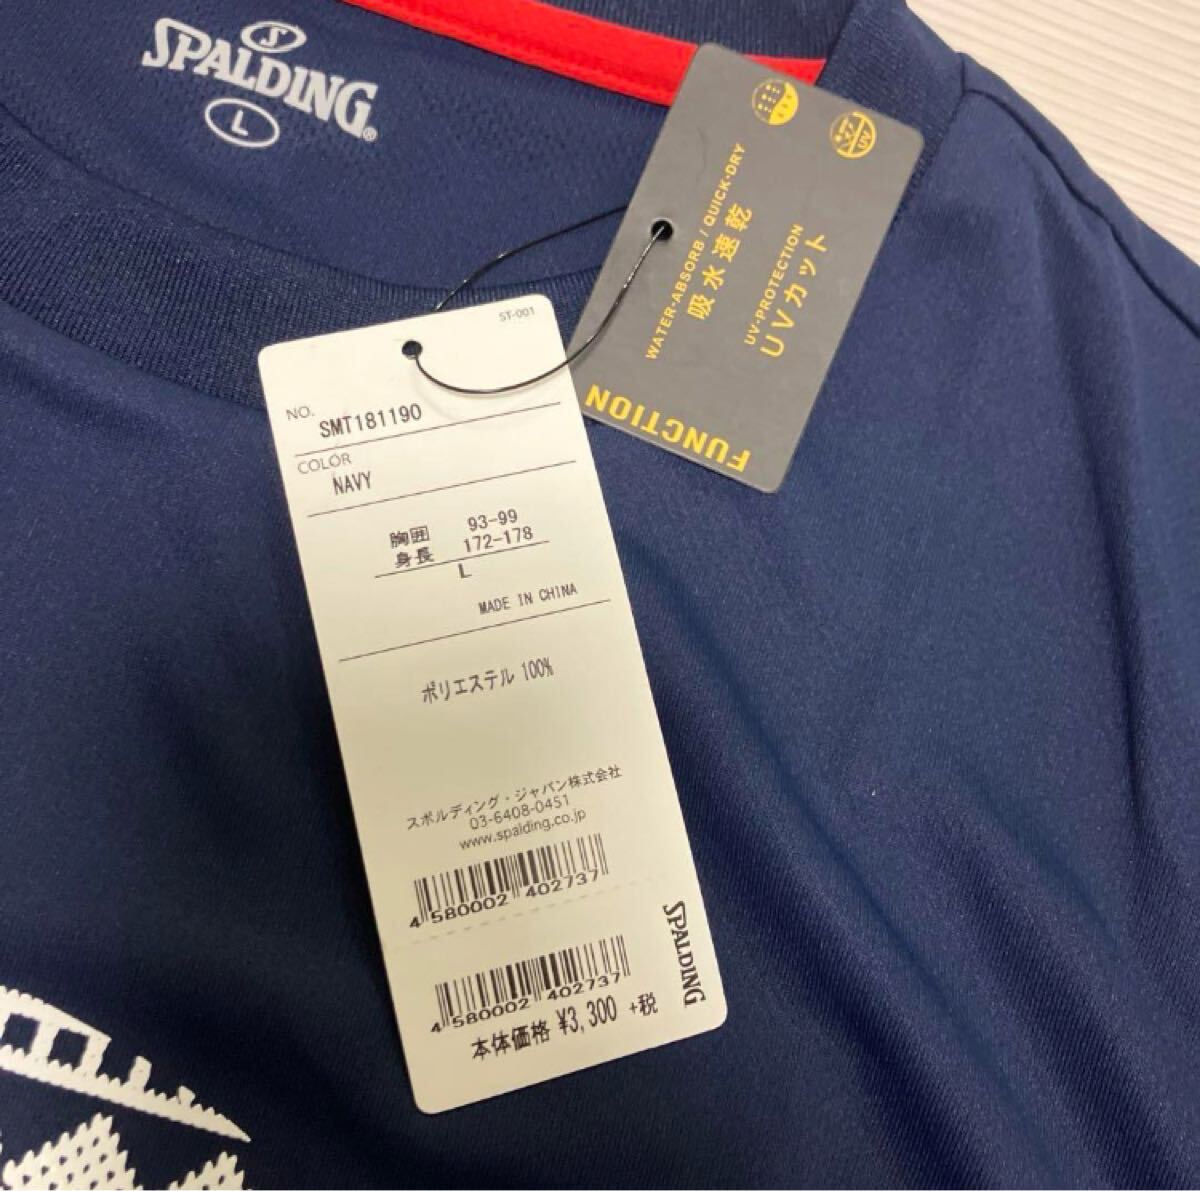 SPALDING®
L
WATER-ABSORB / QUICK-DRY
吸水速乾
UV-PROTECTION
UVカット
UV
FUNCTION
ST-001
NO.
SMT181190
COLOR
NAVY
胸囲 93-99
身長 172-178
L
MADE IN CHINA
ポリエステル 100%
スポルディング・ジャパン株式会社
03-6408-0451
www.spalding.co.jp
4 580002 402737
4 580002 402737
本体価格 ¥3,300 +税
SPALDING